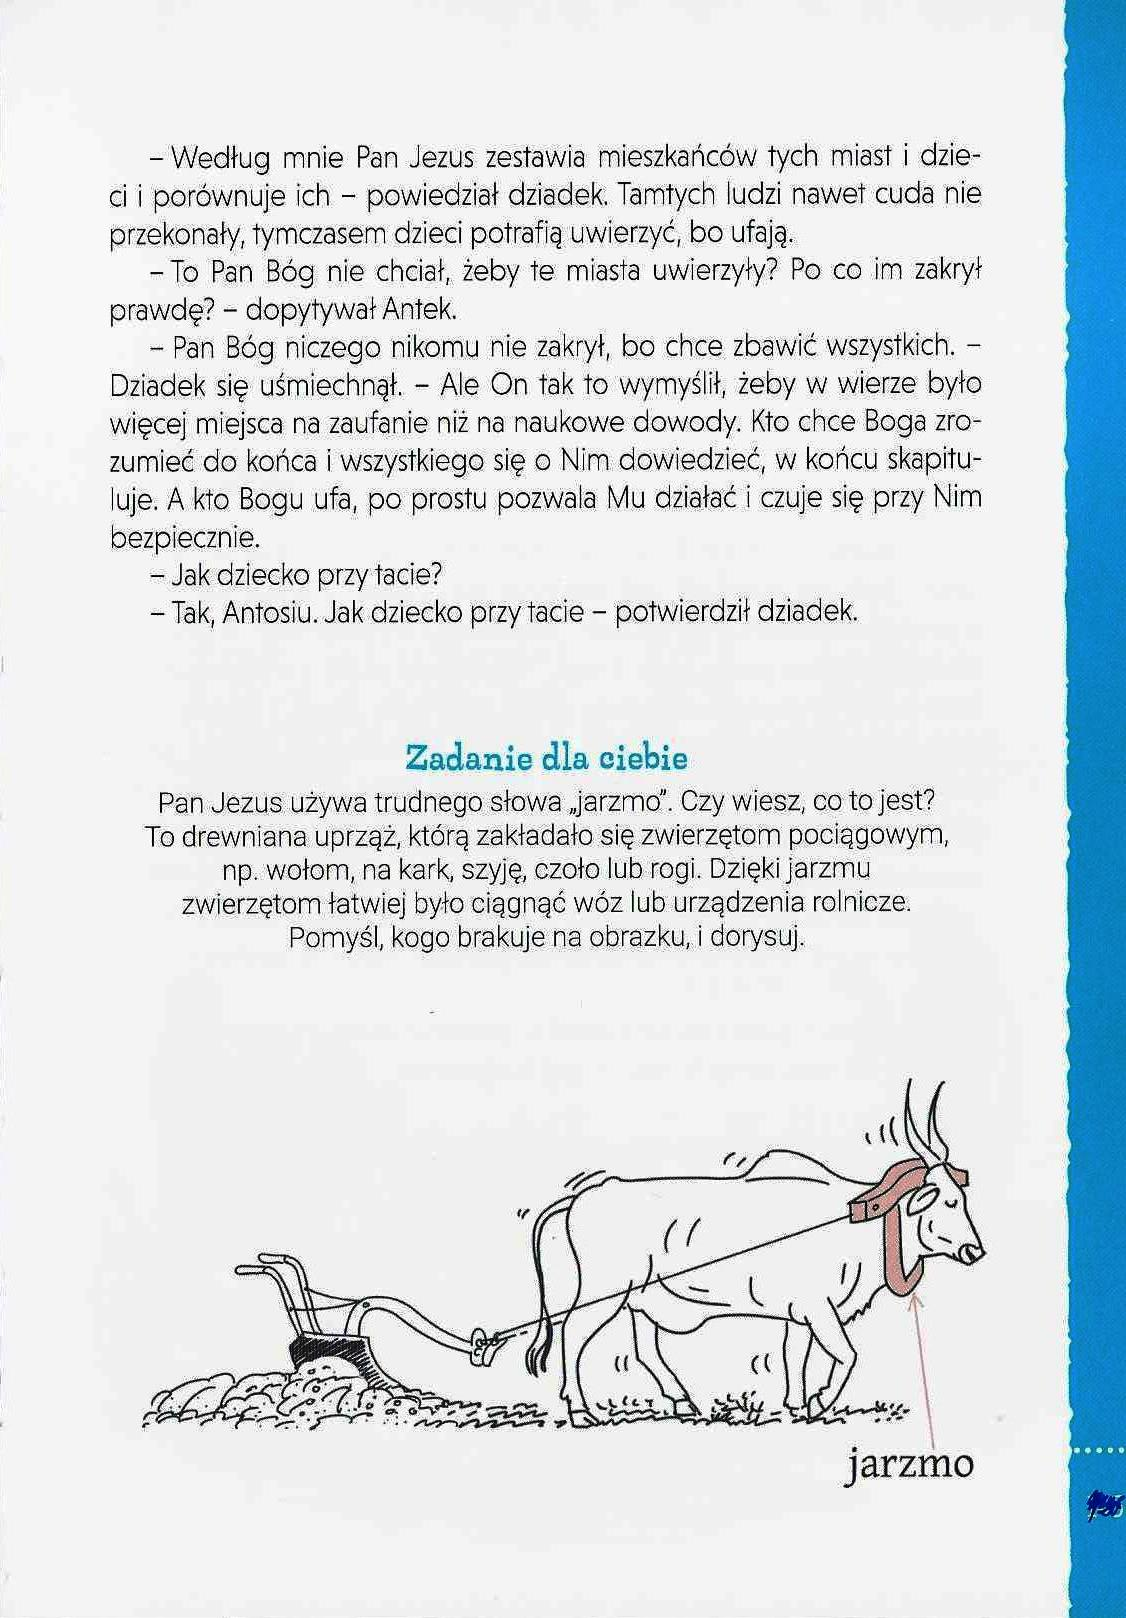 – Według mnie Pan Jezus zestawia mieszkańców tych miast i dzie-
ci i porównuje ich – powiedział dziadek. Tamtych ludzi nawet cuda nie
przekonały, tymczasem dzieci potrafią uwierzyć, bo ufają.
– To Pan Bóg nie chciał, żeby te miasta uwierzyły? Po co im zakrył
prawdę? – dopytywał Antek.
– Pan Bóg niczego nikomu nie zakrył, bo chce zbawić wszystkich. –
Dziadek się uśmiechnął. – Ale On tak to wymyślił, żeby w wierze było
więcej miejsca na zaufanie niż na naukowe dowody. Kto chce Boga zro-
zumieć do końca i wszystkiego się o Nim dowiedzieć, w końcu skapitu-
luje. A kto Bogu ufa, po prostu pozwala Mu działać i czuje się przy Nim
bezpiecznie.
– Jak dziecko przy tacie?
– Tak, Antosiu. Jak dziecko przy tacie – potwierdził dziadek.
Zadanie dla ciebie
Pan Jezus używa trudnego słowa „jarzmo”. Czy wiesz, co to jest?
To drewniana uprząż, którą zakładało się zwierzętom pociągowym,
np. wołom, na kark, szyję, czoło lub rogi. Dzięki jarzmu
zwierzętom łatwiej było ciągnąć wóz lub urządzenia rolnicze.
Pomyśl, kogo brakuje na obrazku, i dorysuj.
jarzmo